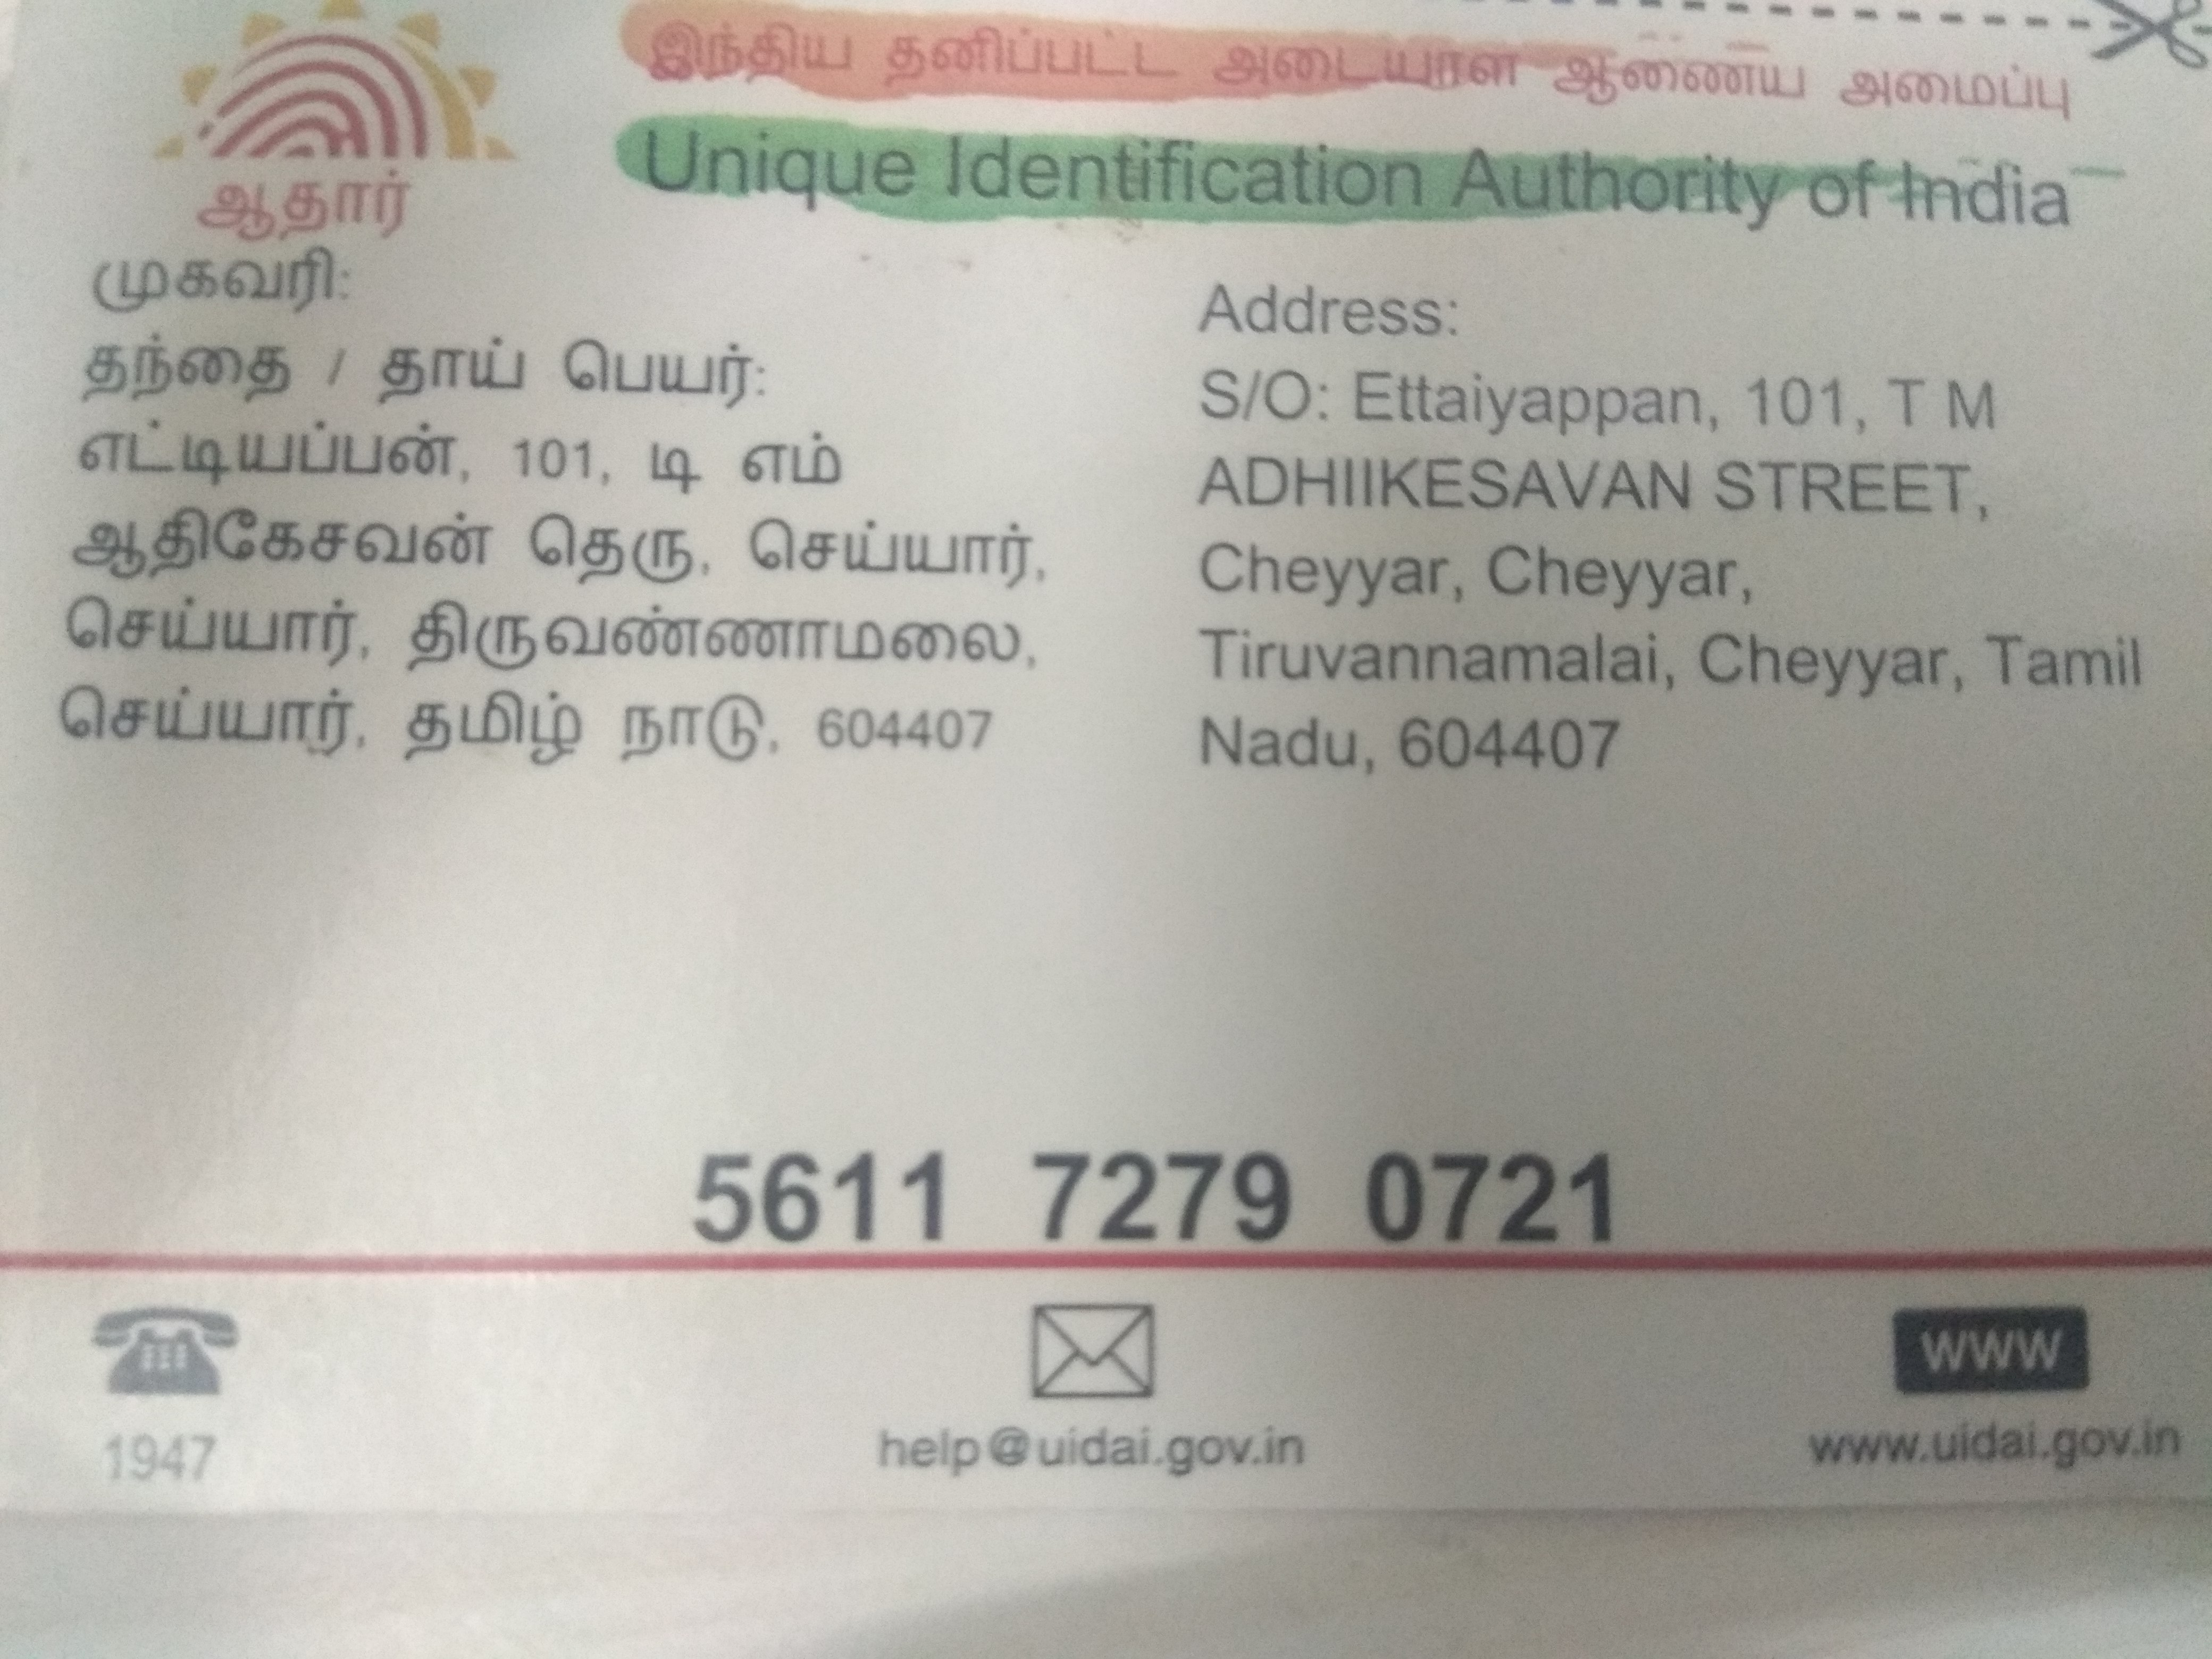 இந்திய தனிப்பட்ட அடையாள ஆணைய அமைப்பு
Unique Identification Authority of India
ஆதார்
முகவரி:
தந்தை / தாய் பெயர்:
எட்டியப்பன், 101, டி எம்
ஆதிகேசவன் தெரு, செய்யார்,
செய்யார், திருவண்ணாமலை,
செய்யார், தமிழ் நாடு, 604407
Address:
S/O: Ettaiyappan, 101, T M
ADHIIKESAVAN STREET,
Cheyyar, Cheyyar,
Tiruvannamalai, Cheyyar, Tamil
Nadu, 604407
5611 7279 0721
WWW
1947
help@uidai.gov.in
www.uidai.gov.in